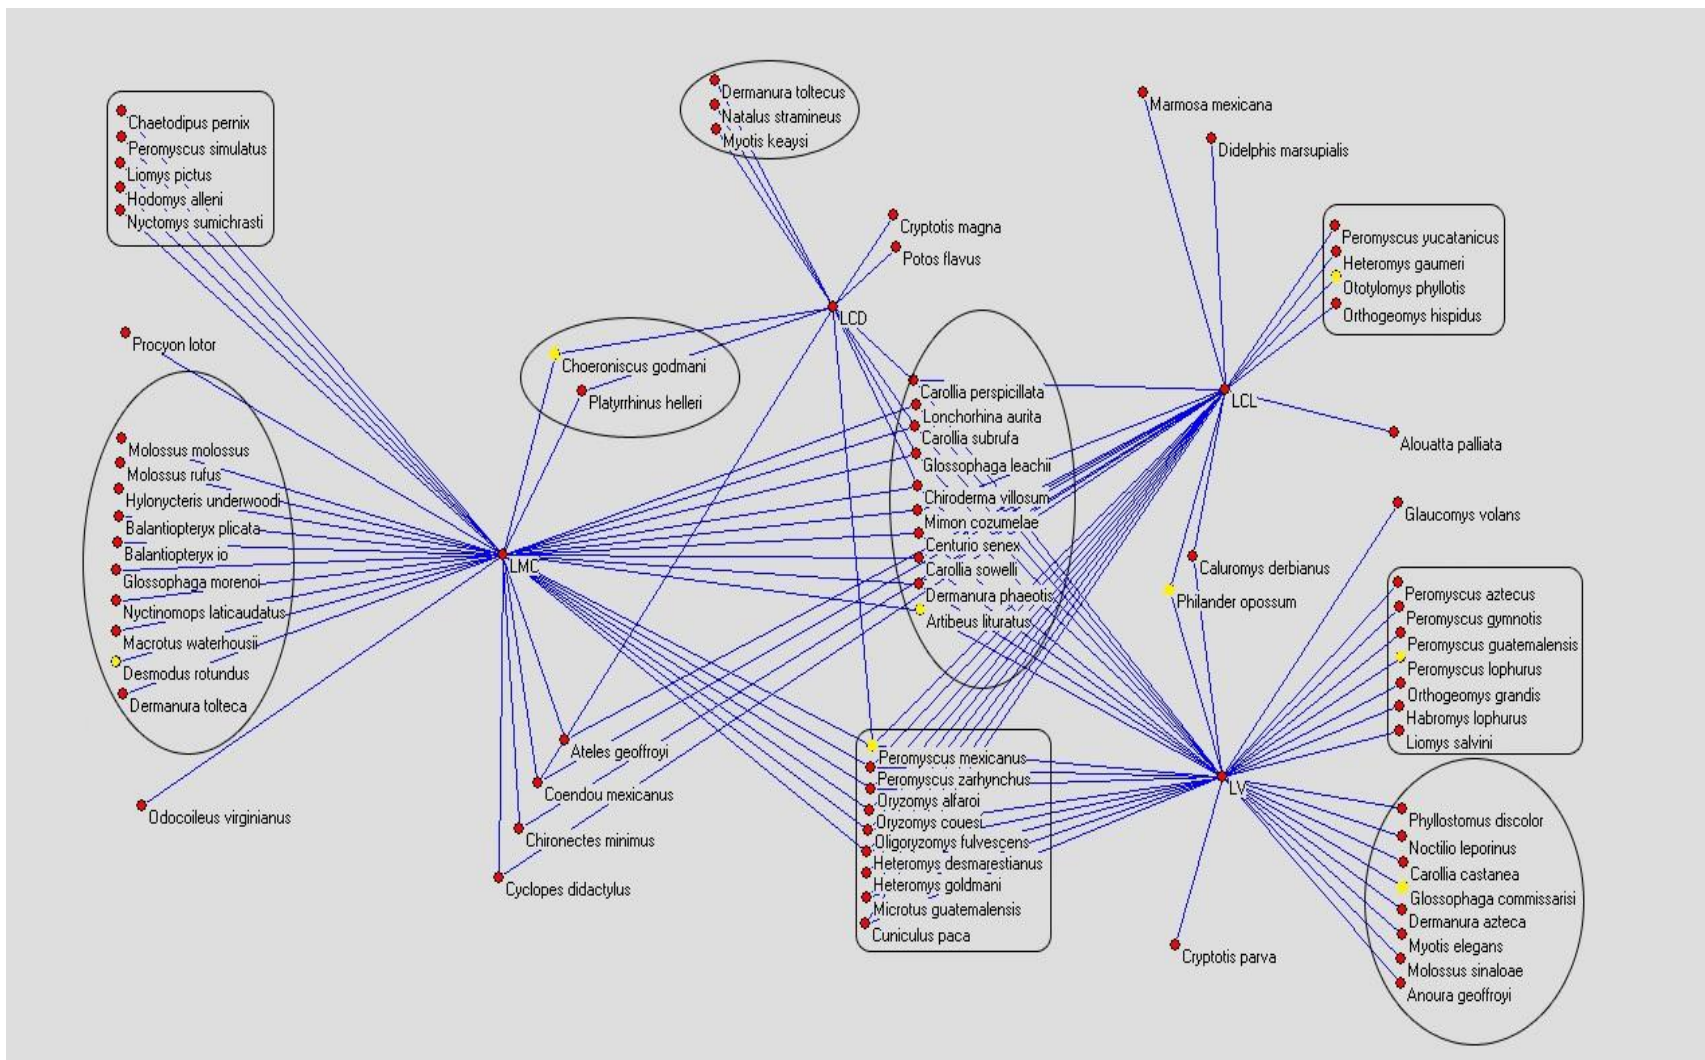 Chaetodipus pernix
Peromyscus simulatus
Liomys pictus
Hodomys alleni
Nyctomys sumichrasti
Procyon lotor
Molossus molossus
Molossus rufus
Hylonycteris underwoodi
Balantiopteryx plicata
Balantiopteryx io
Glossophaga morenoi
Nyctinomops laticaudatus
Macrotus waterhousii
Desmodus rotundus
Dermanura tolteca
Odocoileus virginianus
Dermanura toltecus
Natalus stramineus
Myotis keaysi
Cryptotis magna
Potos flavus
LCD
Choeroniscus godmani
Platyrrhinus helleri
LMC
Ateles geoffroyi
Coendou mexicanus
Chironectes minimus
Cyclopes didactylus
Carollia perspicillata
Lonchorhina aurita
Carollia subrufa
Glossophaga leachii
Chiroderma villosum
Mimon cozumelae
Centurio senex
Carollia sowelli
Dermanura phaeotis
Artibeus lituratus
Peromyscus mexicanus
Peromyscus zarhynchus
Oryzomys alfaroi
Oryzomys couesi
Oligoryzomys fulvescens
Heteromys desmarestianus
Heteromys goldmani
Microtus guatemalensis
Cuniculus paca
Marmosa mexicana
Didelphis marsupialis
Peromyscus yucatanicus
Heteromys gaumeri
Ototylomys phyllotis
Orthogeomys hispidus
LCL
Alouatta palliata
Glaucomys volans
Caluromys derbianus
Philander opossum
Peromyscus aztecus
Peromyscus gymnotis
Peromyscus guatemalensis
Peromyscus lophurus
Orthogeomys grandis
Habromys lophurus
Liomys salvini
LV
Phyllostomus discolor
Noctilio leporinus
Carollia castanea
Glossophaga commissarisi
Dermanura azteca
Myotis elegans
Molossus sinaloae
Anoura geoffroyi
Cryptotis parva